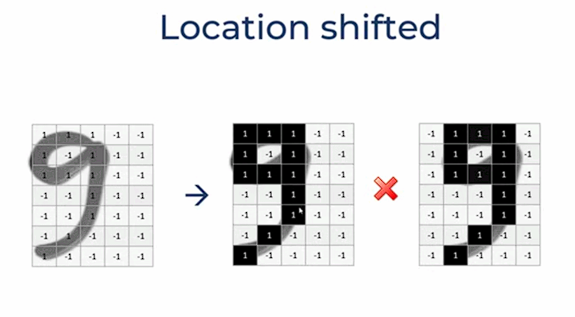 Location shifted
1 1 1 -1 -1 1 1 1 -1 -1 -1 1 1 1 -1
1 -1 1 -1 -1 1 -1 1 -1 -1 -1 1 -1 1 -1
1 1 1 -1 -1 1 1 1 -1 -1 -1 1 1 1 -1
-1 -1 1 -1 -1 -1 -1 1 -1 -1 -1 -1 -1 1 -1
-1 -1 1 -1 -1 -1 -1 1 -1 -1 -1 -1 -1 1 -1
-1 1 -1 -1 -1 -1 1 -1 -1 -1 -1 -1 1 -1 -1
1 -1 -1 -1 -1 1 -1 -1 -1 -1 -1 1 -1 -1 -1